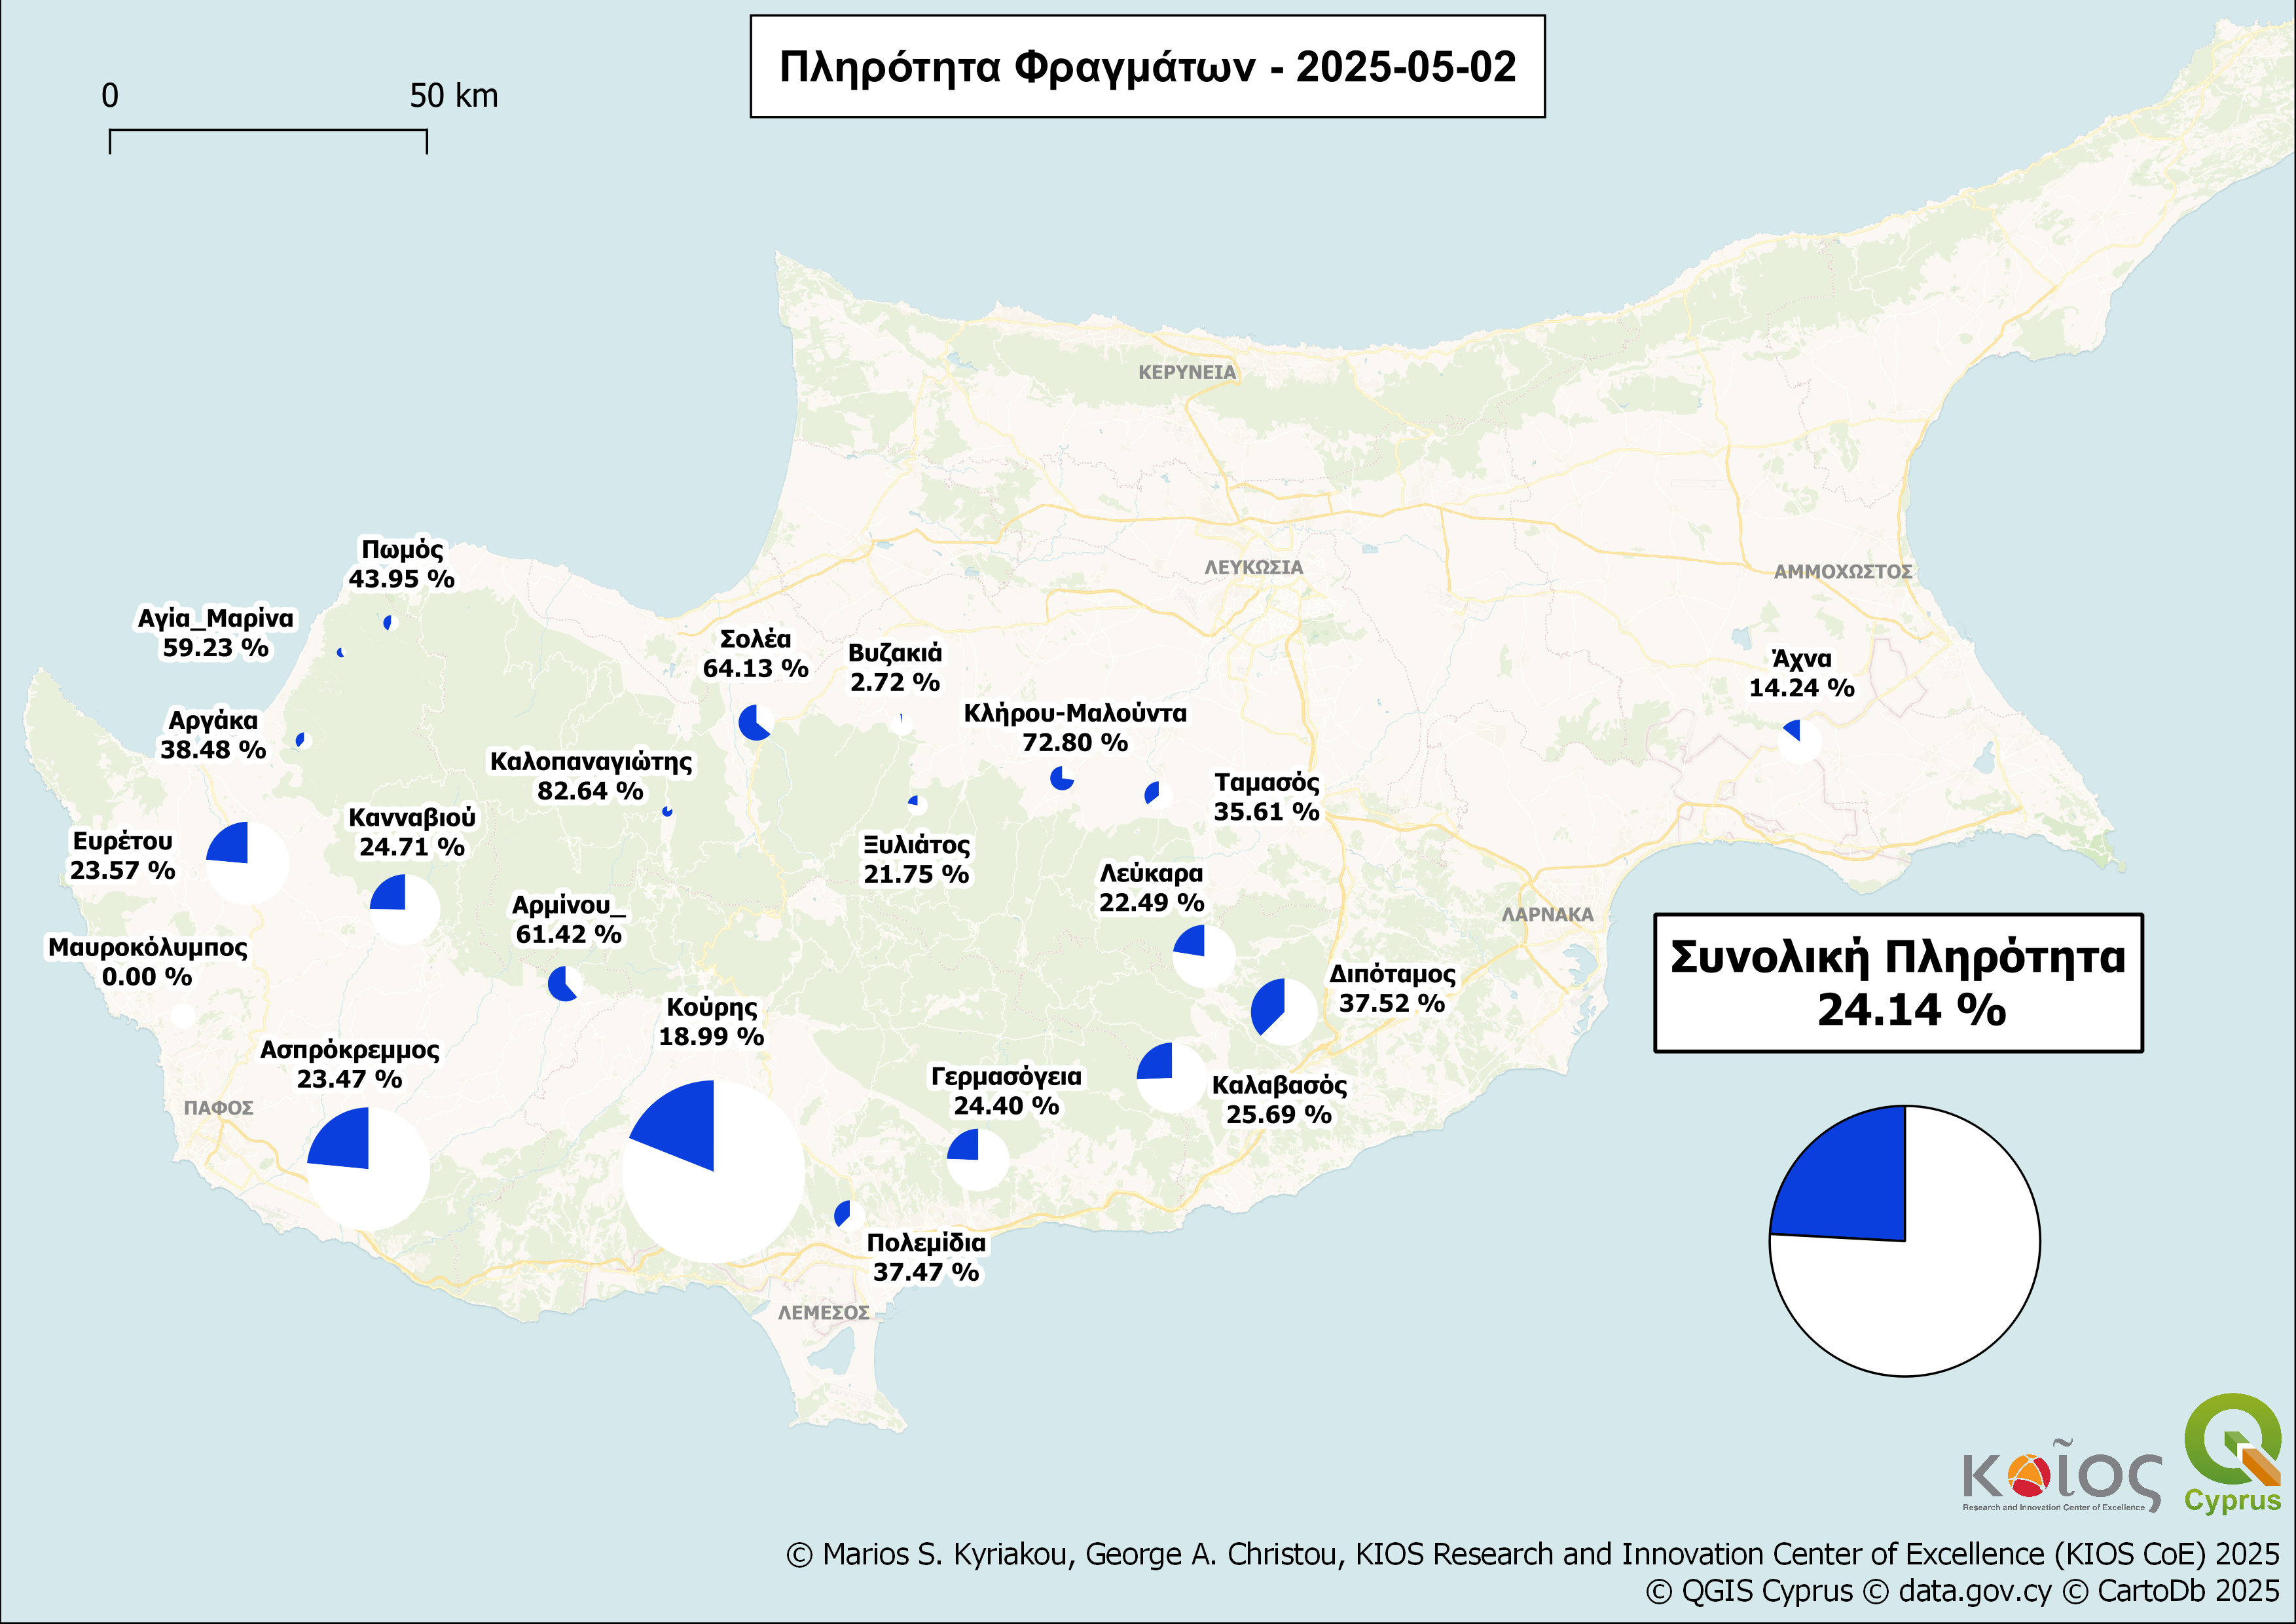 Πληρότητα Φραγμάτων - 2025-05-02
0 50 km
ΚΕΡΥΝΕΙΑ
ΛΕΥΚΩΣΙΑ
ΑΜΜΟΧΩΣΤΟΣ
Πωμός
43.95 %
Αγία_Μαρίνα
59.23 %
Σολέα
64.13 %
Βυζακιά
2.72 %
Άχνα
14.24 %
Αργάκα
38.48 %
Κλήρου-Μαλούντα
72.80 %
Καλοπαναγιώτης
82.64 %
Ταμασός
35.61 %
Κανναβιού
24.71 %
Ευρέτου
23.57 %
Ξυλιάτος
21.75 %
Λεύκαρα
22.49 %
Αρμίνου_
61.42 %
ΛΑΡΝΑΚΑ
Μαυροκόλυμπος
0.00 %
Διπόταμος
37.52 %
Συνολική Πληρότητα
24.14 %
Κούρης
18.99 %
Ασπρόκρεμμος
23.47 %
Γερμασόγεια
24.40 %
Καλαβασός
25.69 %
ΠΑΦΟΣ
Πολεμίδια
37.47 %
ΛΕΜΕΣΟΣ
κοῖος
Research and Innovation Center of Excellence
Cyprus
© Marios S. Kyriakou, George A. Christou, KIOS Research and Innovation Center of Excellence (KIOS CoE) 2025
© QGIS Cyprus © data.gov.cy © CartoDb 2025